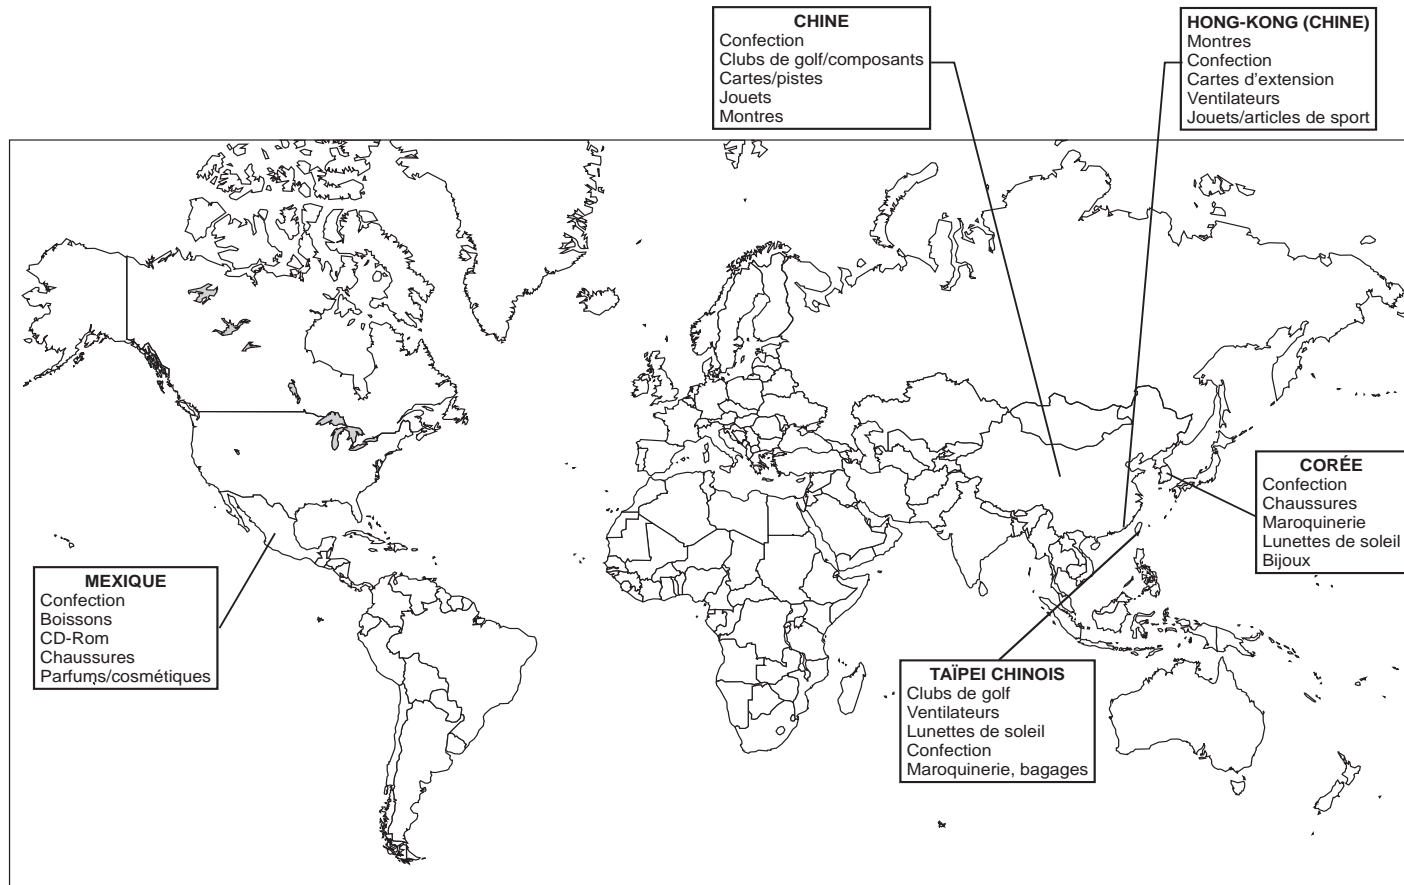 CHINE
Confection
Clubs de golf/composants
Cartes/pistes
Jouets
Montres
HONG-KONG (CHINE)
Montres
Confection
Cartes d'extension
Ventilateurs
Jouets/articles de sport
CORÉE
Confection
Chaussures
Maroquinerie
Lunettes de soleil
Bijoux
MEXIQUE
Confection
Boissons
CD-Rom
Chaussures
Parfums/cosmétiques
TAÏPEI CHINOIS
Clubs de golf
Ventilateurs
Lunettes de soleil
Confection
Maroquinerie, bagages